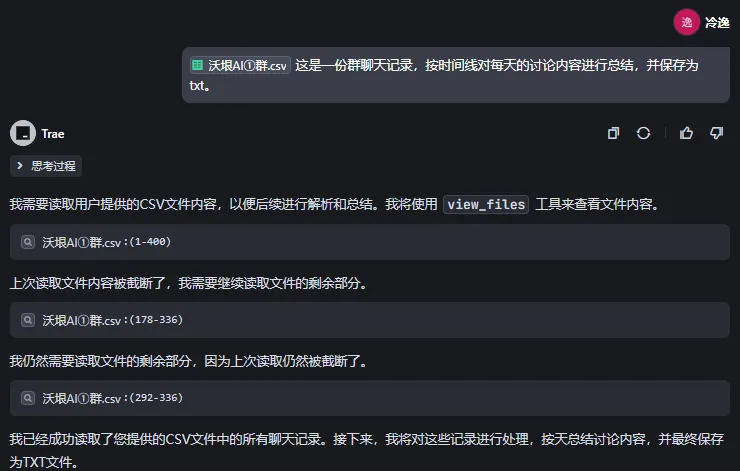 逸 冷逸
沃垠AI①群.csv 这是一份群聊天记录，按时间线对每天的讨论内容进行总结，并保存为
txt。
Trae
思考过程
我需要读取用户提供的CSV文件内容，以便后续进行解析和总结。我将使用 view_files 工具来查看文件内容。
沃垠AI①群.csv :(1-400)
上次读取文件内容被截断了，我需要继续读取文件的剩余部分。
沃垠AI①群.csv :(178-336)
我仍然需要读取文件的剩余部分，因为上次读取仍然被截断了。
沃垠AI①群.csv :(292-336)
我已经成功读取了您提供的CSV文件中的所有聊天记录。接下来，我将对这些记录进行处理，按天总结讨论内容，并最终保存
为TXT文件。